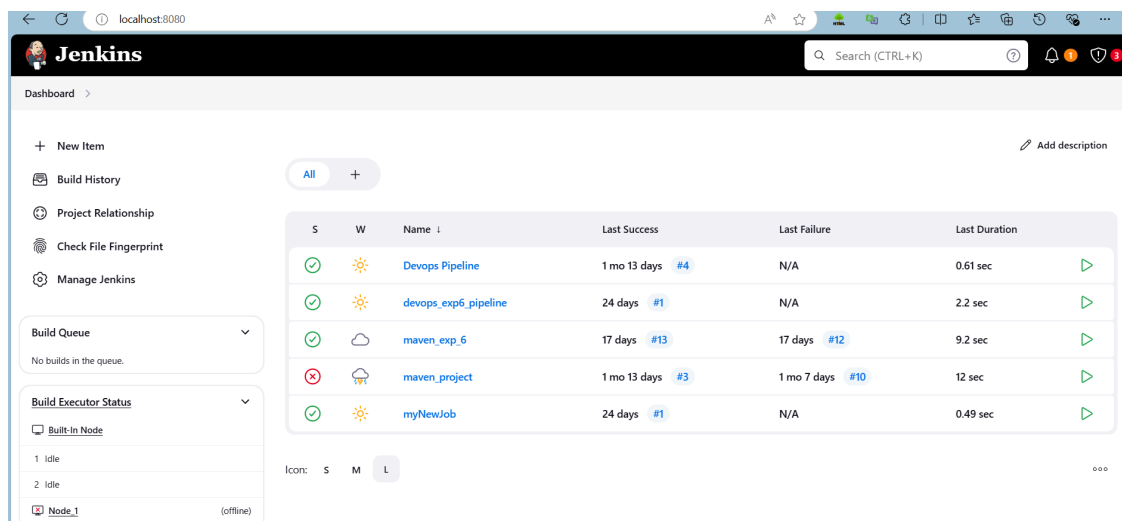 localhost:8080
Jenkins
Search (CTRL+K)
1
3
Dashboard
New Item
Add description
Build History
All
Project Relationship
Check File Fingerprint
Manage Jenkins
S W Name ↓ Last Success Last Failure Last Duration
Devops Pipeline 1 mo 13 days #4 N/A 0.61 sec
devops_exp6_pipeline 24 days #1 N/A 2.2 sec
maven_exp_6 17 days #13 17 days #12 9.2 sec
maven_project 1 mo 13 days #3 1 mo 7 days #10 12 sec
myNewJob 24 days #1 N/A 0.49 sec
Build Queue
No builds in the queue.
Build Executor Status
Built-In Node
1 Idle
2 Idle
Node_1 (offline)
Icon: S M L